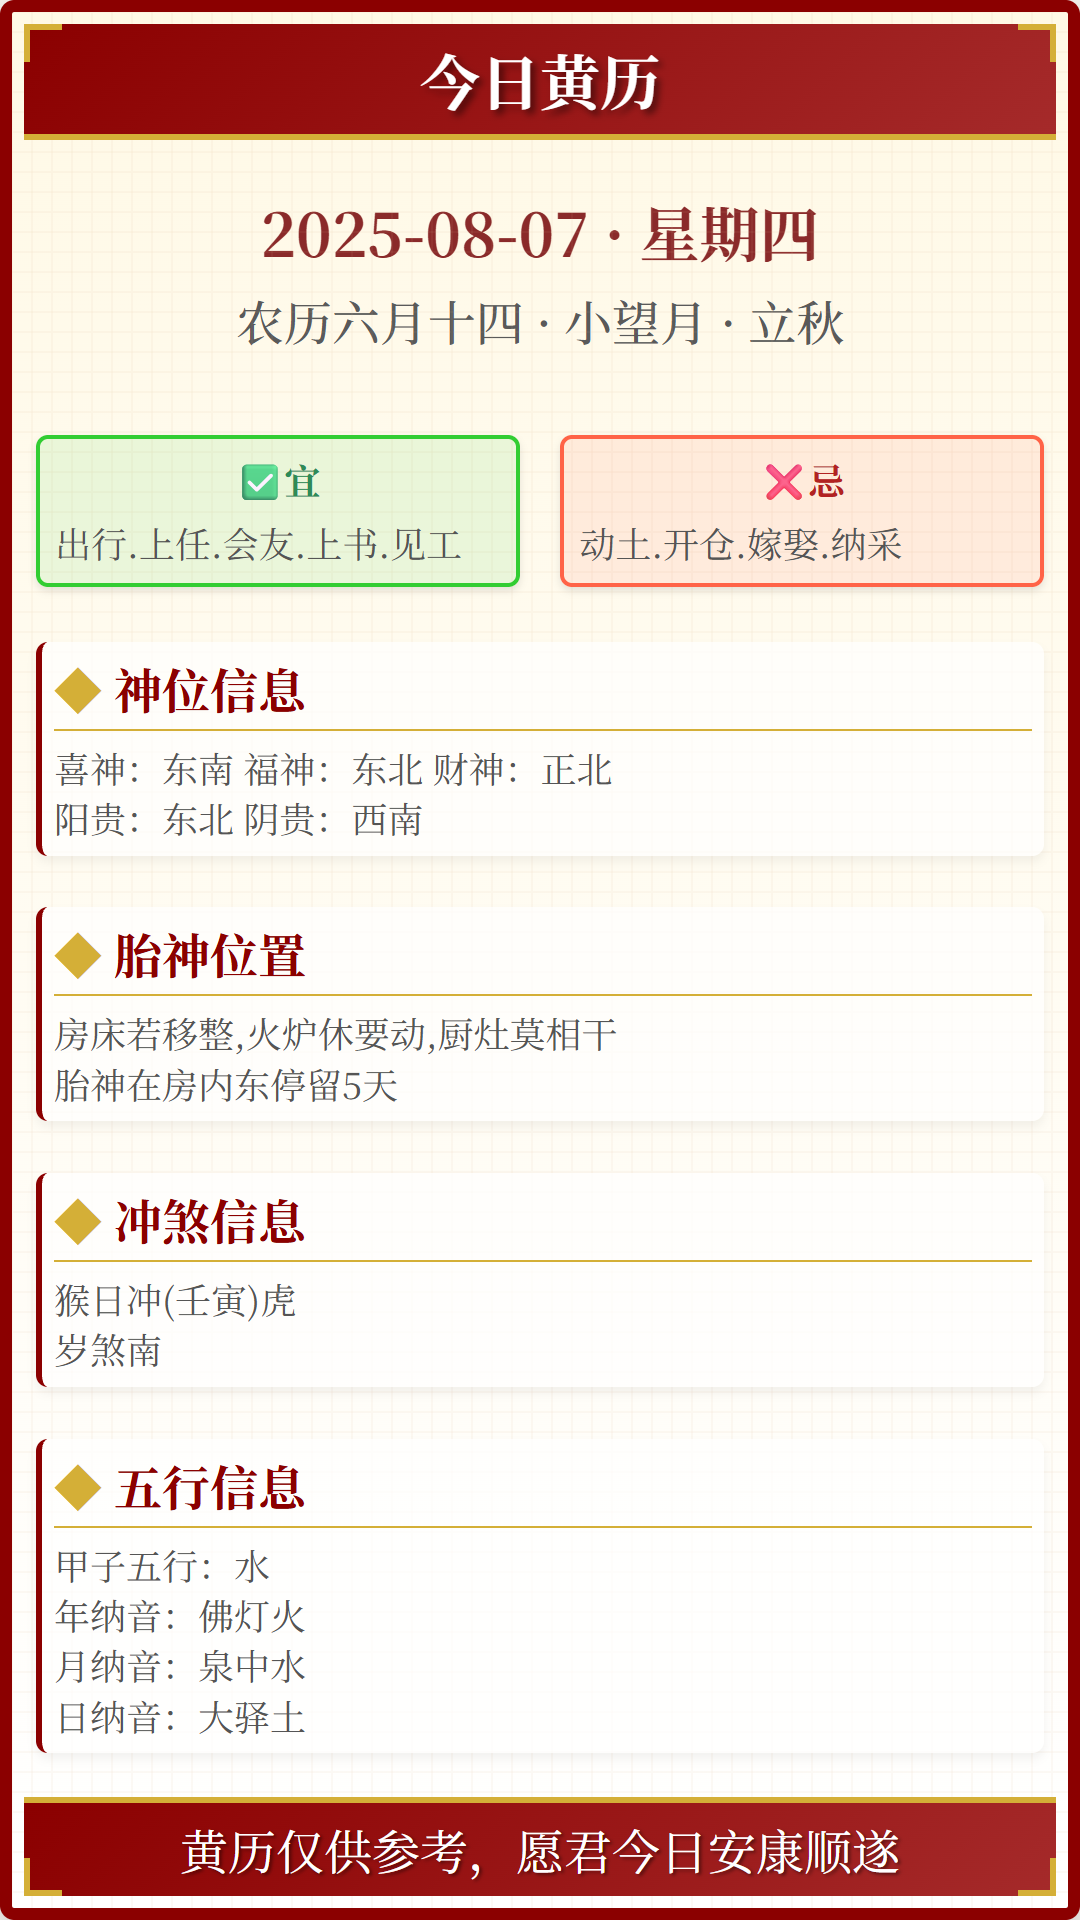 今日黄历
2025-08-07 · 星期四
农历六月十四 · 小望月 · 立秋
✅宜
出行.上任.会友.上书.见工
❌忌
动土.开仓.嫁娶.纳采
◆ 神位信息
喜神：东南 福神：东北 财神：正北
阳贵：东北 阴贵：西南
◆ 胎神位置
房床若移整,火炉休要动,厨灶莫相干
胎神在房内东停留5天
◆ 冲煞信息
猴日冲(壬寅)虎
岁煞南
◆ 五行信息
甲子五行：水
年纳音：佛灯火
月纳音：泉中水
日纳音：大驿土
黄历仅供参考，愿君今日安康顺遂